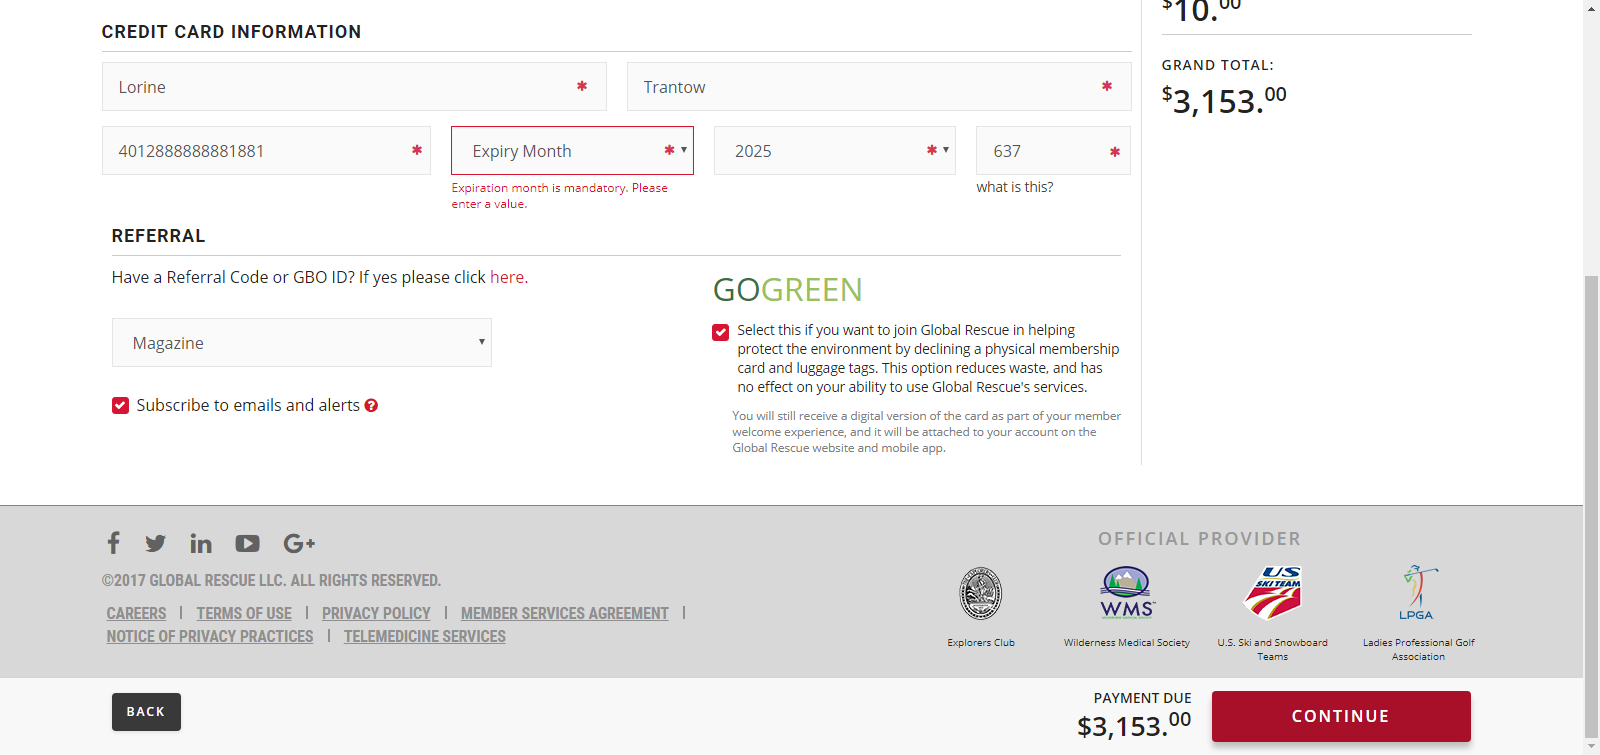 $10.00
CREDIT CARD INFORMATION
GRAND TOTAL:
$3,153.00
Lorine *
Trantow *
4012888888881881 *
Expiry Month * ▾
2025 * ▾
637 *
Expiration month is mandatory. Please
enter a value.
what is this?
REFERRAL
Have a Referral Code or GBO ID? If yes please click here.
Magazine ▾
Subscribe to emails and alerts ?
GOGREEN
Select this if you want to join Global Rescue in helping
protect the environment by declining a physical membership
card and luggage tags. This option reduces waste, and has
no effect on your ability to use Global Rescue's services.
You will still receive a digital version of the card as part of your member
welcome experience, and it will be attached to your account on the
Global Rescue website and mobile app.
©2017 GLOBAL RESCUE LLC. ALL RIGHTS RESERVED.
CAREERS | TERMS OF USE | PRIVACY POLICY | MEMBER SERVICES AGREEMENT |
NOTICE OF PRIVACY PRACTICES | TELEMEDICINE SERVICES
OFFICIAL PROVIDER
WMS
US
SKI TEAM
LPGA
Explorers Club
Wilderness Medical Society
U.S. Ski and Snowboard
Teams
Ladies Professional Golf
Association
BACK
PAYMENT DUE
$3,153.00
CONTINUE